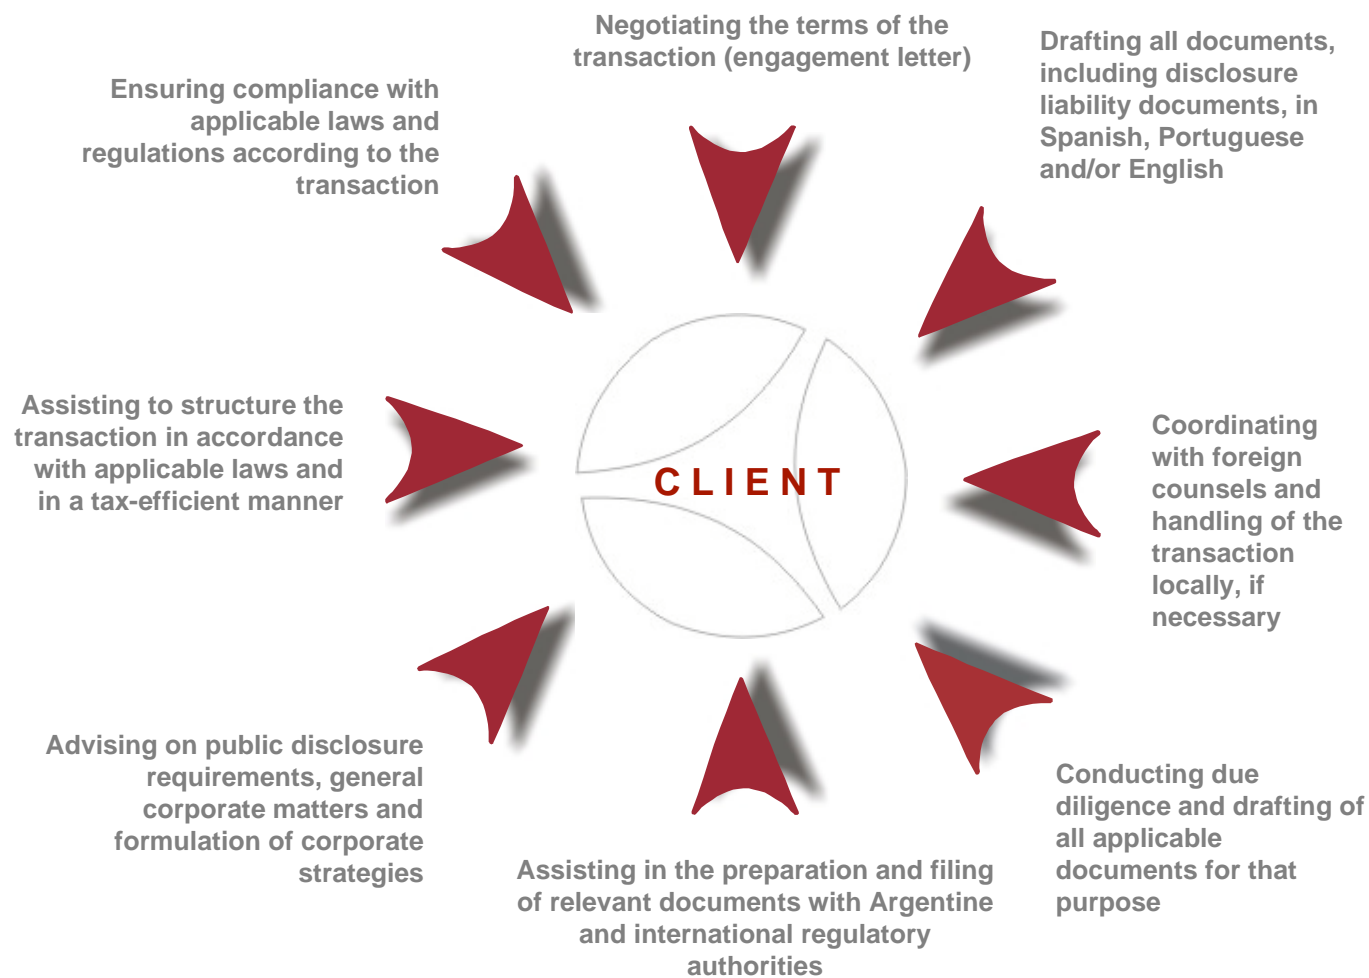 Negotiating the terms of the
transaction (engagement letter)
Drafting all documents,
including disclosure
liability documents, in
Spanish, Portuguese
and/or English
Ensuring compliance with
applicable laws and
regulations according to the
transaction
Assisting to structure the
transaction in accordance
with applicable laws and
in a tax-efficient manner
CLIENT
Coordinating
with foreign
counsels and
handling of the
transaction
locally, if
necessary
Advising on public disclosure
requirements, general
corporate matters and
formulation of corporate
strategies
Assisting in the preparation and filing
of relevant documents with Argentine
and international regulatory
authorities
Conducting due
diligence and drafting of
all applicable
documents for that
purpose